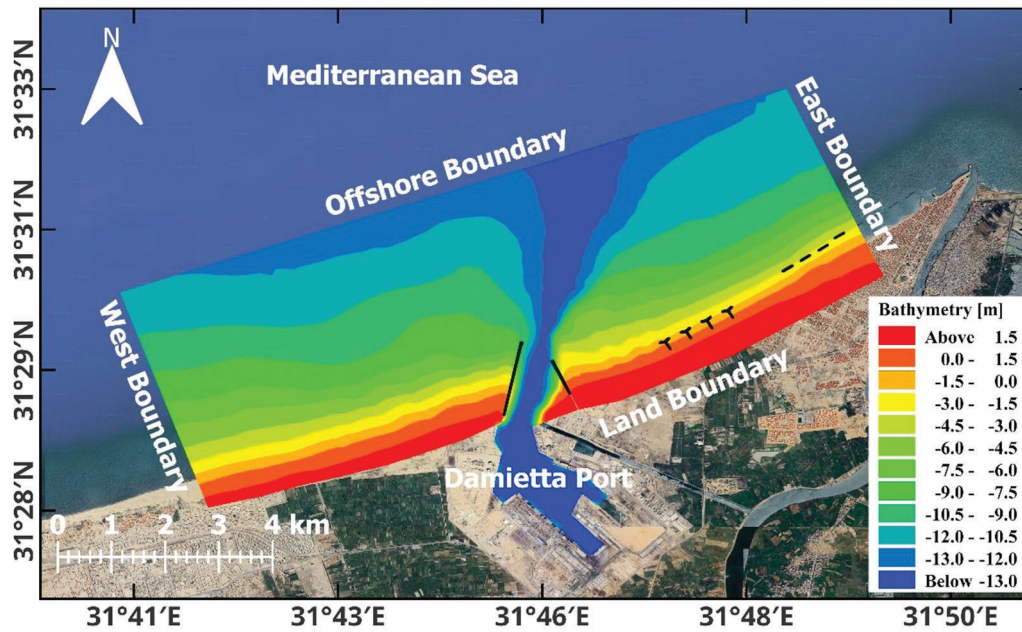 N
Mediterranean Sea
Offshore Boundary
East Boundary
West Boundary
Land Boundary
Damietta Port
0 1 2 3 4 km
31°33'N
31°31'N
31°29'N
31°28'N
31°41'E
31°43'E
31°46'E
31°48'E
31°50'E
Bathymetry [m]
Above 1.5
0.0 - 1.5
-1.5 - 0.0
-3.0 - -1.5
-4.5 - -3.0
-6.0 - -4.5
-7.5 - -6.0
-9.0 - -7.5
-10.5 - -9.0
-12.0 - -10.5
-13.0 - -12.0
Below -13.0